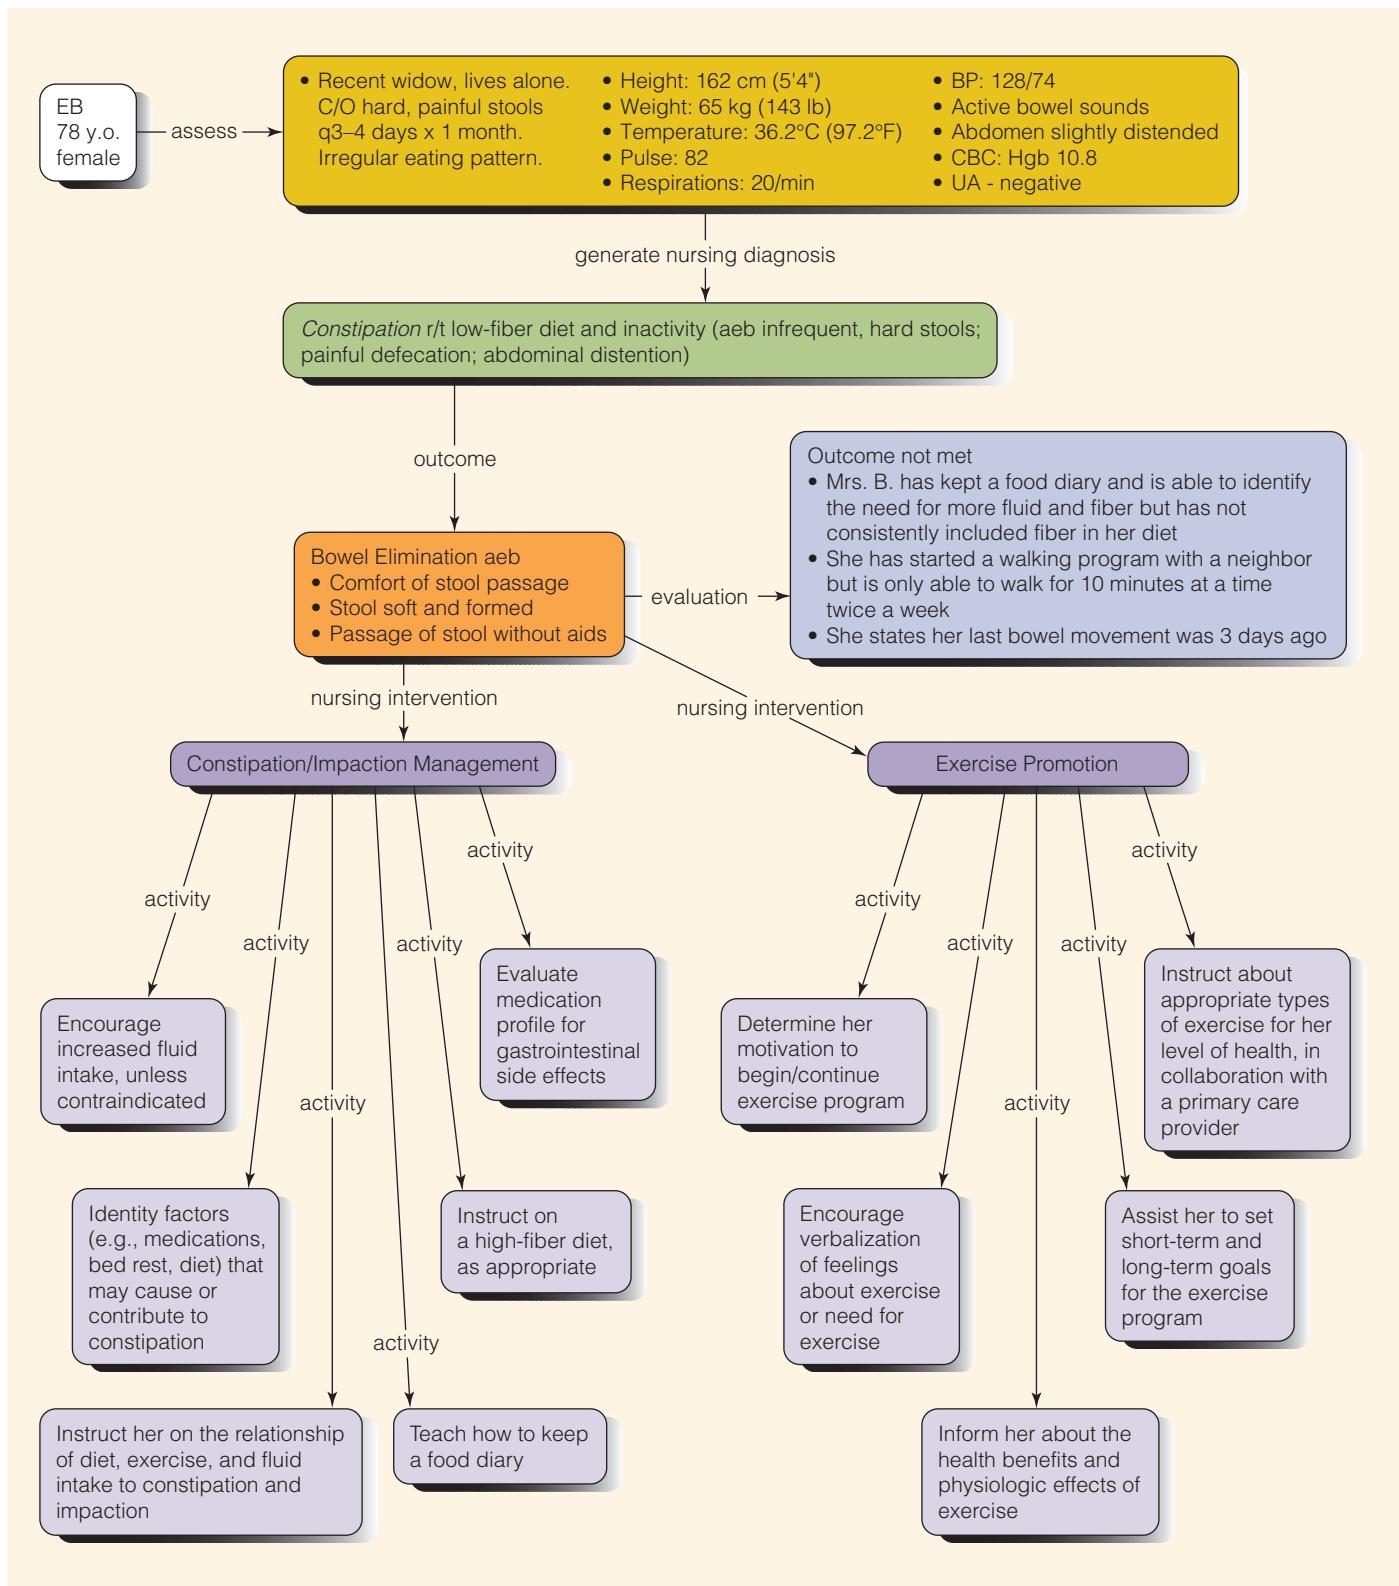 EB
78 y.o.
female
assess
• Recent widow, lives alone.
C/O hard, painful stools
q3–4 days x 1 month.
Irregular eating pattern.
• Height: 162 cm (5'4")
• Weight: 65 kg (143 lb)
• Temperature: 36.2°C (97.2°F)
• Pulse: 82
• Respirations: 20/min
• BP: 128/74
• Active bowel sounds
• Abdomen slightly distended
• CBC: Hgb 10.8
• UA - negative
generate nursing diagnosis
Constipation r/t low-fiber diet and inactivity (aeb infrequent, hard stools;
painful defecation; abdominal distention)
outcome
Bowel Elimination aeb
• Comfort of stool passage
• Stool soft and formed
• Passage of stool without aids
evaluation
Outcome not met
• Mrs. B. has kept a food diary and is able to identify
the need for more fluid and fiber but has not
consistently included fiber in her diet
• She has started a walking program with a neighbor
but is only able to walk for 10 minutes at a time
twice a week
• She states her last bowel movement was 3 days ago
nursing intervention
nursing intervention
Constipation/Impaction Management
Exercise Promotion
activity
activity
activity
activity
activity
activity
Encourage
increased fluid
intake, unless
contraindicated
Identity factors
(e.g., medications,
bed rest, diet) that
may cause or
contribute to
constipation
Instruct her on the relationship
of diet, exercise, and fluid
intake to constipation and
impaction
Teach how to keep
a food diary
Instruct on
a high-fiber diet,
as appropriate
Evaluate
medication
profile for
gastrointestinal
side effects
activity
activity
activity
activity
activity
Determine her
motivation to
begin/continue
exercise program
Encourage
verbalization
of feelings
about exercise
or need for
exercise
Inform her about the
health benefits and
physiologic effects of
exercise
Assist her to set
short-term and
long-term goals
for the exercise
program
Instruct about
appropriate types
of exercise for her
level of health, in
collaboration with
a primary care
provider